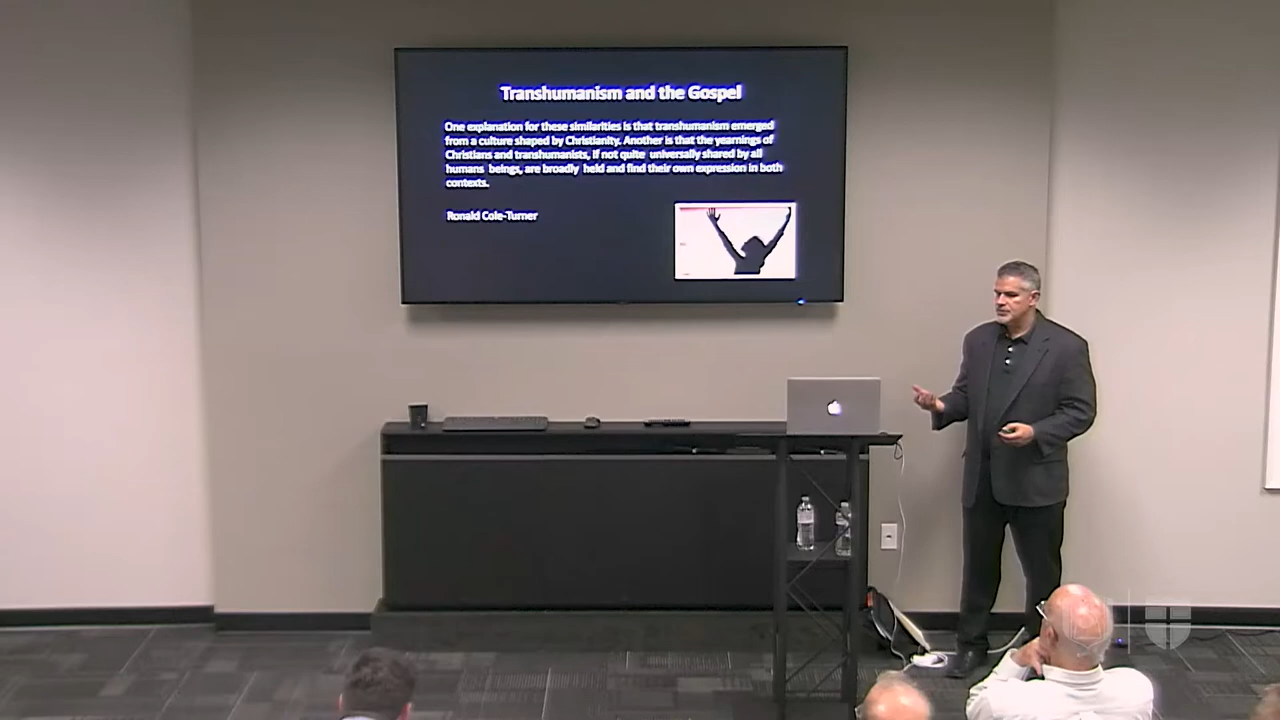 Transhumanism and the Gospel
One explanation for these similarities is that transhumanism emerged
from a culture shaped by Christianity. Another is that the yearnings of
Christians and transhumanists, if not quite universally shared by all
humans beings, are broadly held and find their own expression in both
contexts.
Ronald Cole-Turner